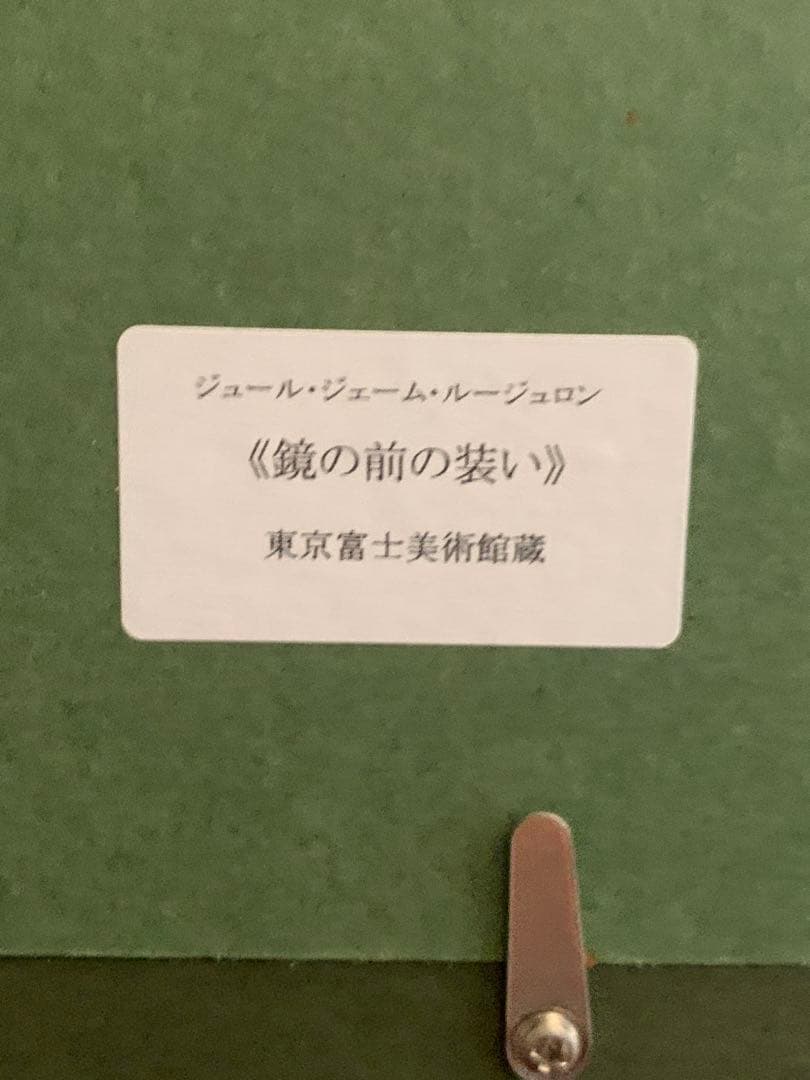 ジュール・ジェーム・ルージュロン
《鏡の前の装い》
東京富士美術館蔵